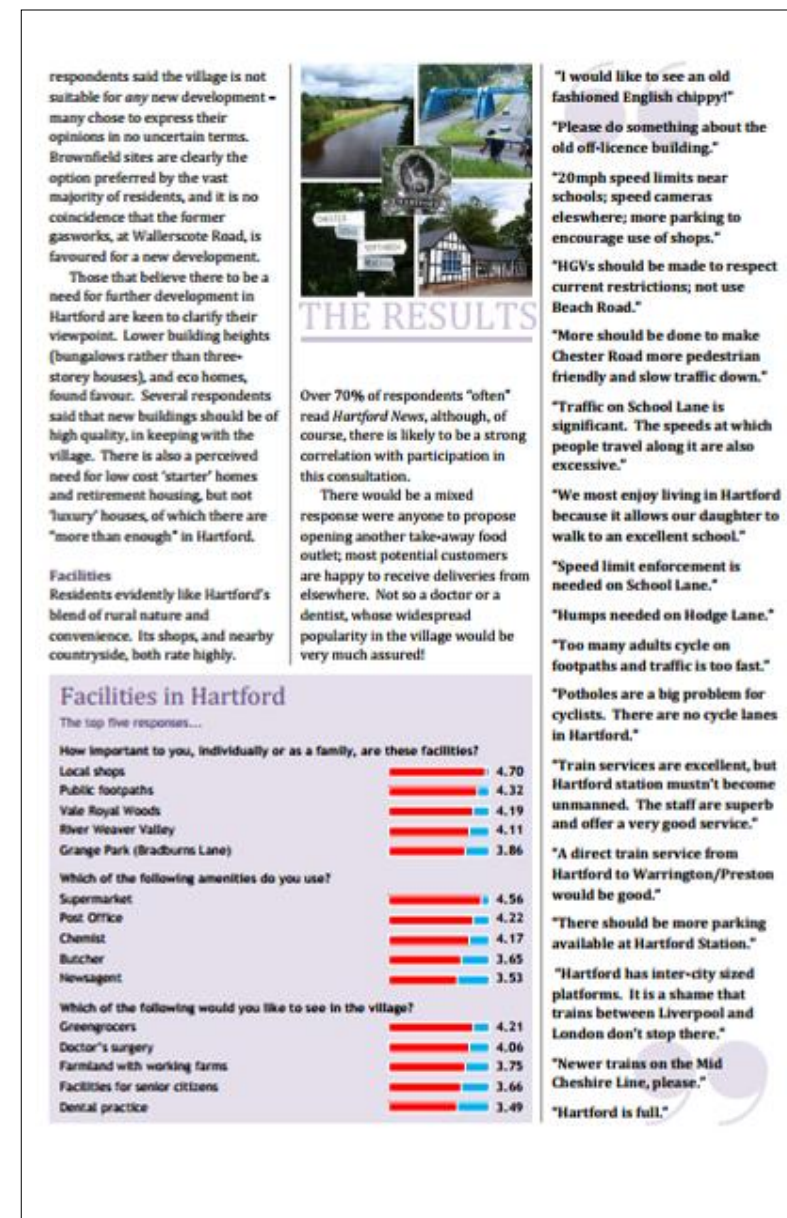 respondents said the village is not
suitable for any new development –
many chose to express their
opinions in no uncertain terms.
Brownfield sites are clearly the
option preferred by the vast
majority of residents, and it is no
coincidence that the former
gasworks, at Wallerscote Road, is
favoured for a new development.
Those that believe there to be a
need for further development in
Hartford are keen to clarify their
viewpoint. Lower building heights
(bungalows rather than three-
storey houses), and eco homes,
found favour. Several respondents
said that new buildings should be of
high quality, in keeping with the
village. There is also a perceived
need for low cost ‘starter’ homes
and retirement housing, but not
‘luxury’ houses, of which there are
“more than enough” in Hartford.
Facilities
Residents evidently like Hartford’s
blend of rural nature and
convenience. Its shops, and nearby
countryside, both rate highly.
CHESTER
NORTHWICH
THE RESULTS
Over 70% of respondents “often”
read Hartford News, although, of
course, there is likely to be a strong
correlation with participation in
this consultation.
There would be a mixed
response were anyone to propose
opening another take-away food
outlet; most potential customers
are happy to receive deliveries from
elsewhere. Not so a doctor or a
dentist, whose widespread
popularity in the village would be
very much assured!
Facilities in Hartford
The top five responses...
How important to you, individually or as a family, are these facilities?
Local shops 4.70
Public footpaths 4.32
Vale Royal Woods 4.19
River Weaver Valley 4.11
Grange Park (Bradburns Lane) 3.86
Which of the following amenities do you use?
Supermarket 4.56
Post Office 4.22
Chemist 4.17
Butcher 3.65
Newsagent 3.53
Which of the following would you like to see in the village?
Greengrocers 4.21
Doctor’s surgery 4.06
Farmland with working farms 3.75
Facilities for senior citizens 3.66
Dental practice 3.49
“I would like to see an old
fashioned English chippy!”
“Please do something about the
old off-licence building.”
“20mph speed limits near
schools; speed cameras
eleswhere; more parking to
encourage use of shops.”
“HGVs should be made to respect
current restrictions; not use
Beach Road.”
“More should be done to make
Chester Road more pedestrian
friendly and slow traffic down.”
“Traffic on School Lane is
significant. The speeds at which
people travel along it are also
excessive.”
“We most enjoy living in Hartford
because it allows our daughter to
walk to an excellent school.”
“Speed limit enforcement is
needed on School Lane.”
“Humps needed on Hodge Lane.”
“Too many adults cycle on
footpaths and traffic is too fast.”
“Potholes are a big problem for
cyclists. There are no cycle lanes
in Hartford.”
“Train services are excellent, but
Hartford station mustn’t become
unmanned. The staff are superb
and offer a very good service.”
“A direct train service from
Hartford to Warrington/Preston
would be good.”
“There should be more parking
available at Hartford Station.”
“Hartford has inter-city sized
platforms. It is a shame that
trains between Liverpool and
London don’t stop there.”
“Newer trains on the Mid
Cheshire Line, please.”
“Hartford is full.”